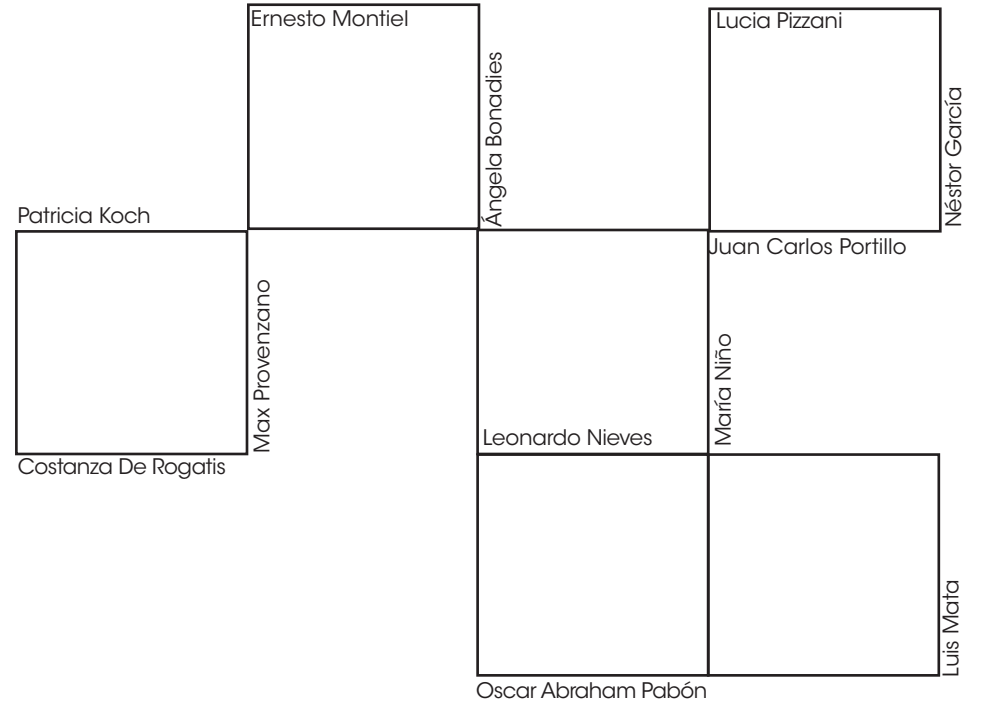 Ernesto Montiel
Lucia Pizzani
Ángela Bonadies
Néstor García
Patricia Koch
Juan Carlos Portillo
Max Provenzano
María Niño
Leonardo Nieves
Costanza De Rogatis
Luis Mata
Oscar Abraham Pabón